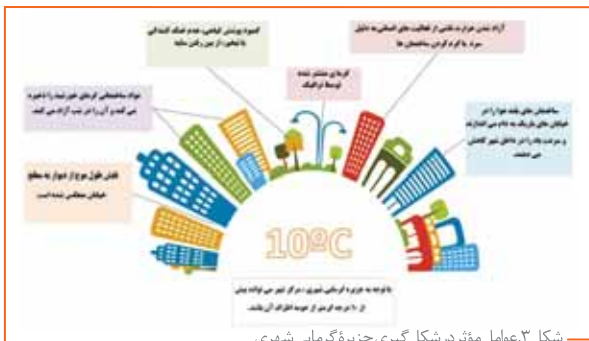 آزاد شدن حرارت ناشی از فعالیت های انسانی به دلیل
سرد یا گرم کردن ساختمان ها
کمبود پوشش گیاهی، عدم خنک کنندگی
با تبخیر، از بین رفتن سایه
گرمای منتشر شده
توسط ترافیک
مواد ساختمانی گرمای خورشید را ذخیره
می کند و آن را در شب آزاد می کند.
ساختمان های بلند هوا را در
خیابان های باریک به دام می اندازند
و سرعت باد را در داخل شهر کاهش
می دهند.
طول موج از دیوار به سطح
خیابان منعکس شده است
10ºC
با توجه به جزیره گرمایی شهری، مرکز شهر می تواند بیش
از ۱۰ درجه گرمتر از حومه اطراف آن باشد.
شکل ۳.عوامل مؤثر در شکل گیری جزیرهٔ گرمایی شهری